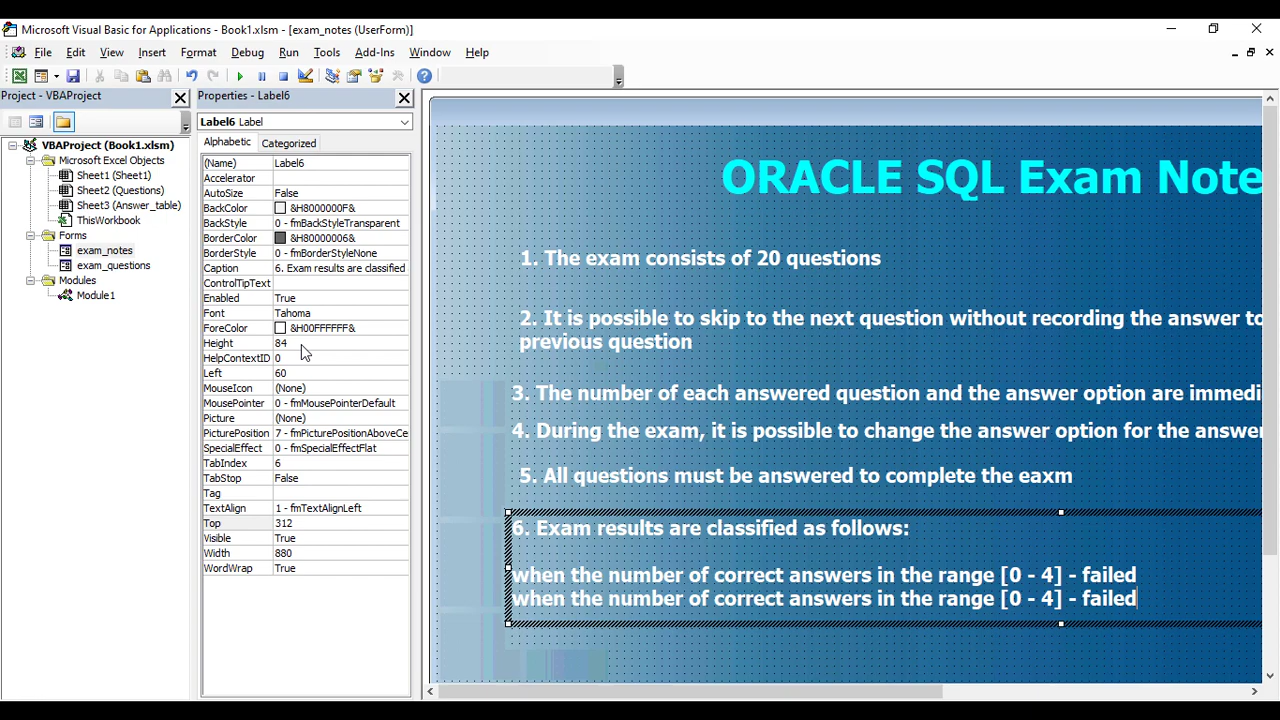 Microsoft Visual Basic for Applications - Book1.xlsm - [exam_notes (UserForm)]
File Edit View Insert Format Debug Run Tools Add-Ins Window Help
Project - VBAProject
VBAProject (Book1.xlsm)
Microsoft Excel Objects
Sheet1 (Sheet1)
Sheet2 (Questions)
Sheet3 (Answer_table)
ThisWorkbook
Forms
exam_notes
exam_questions
Modules
Module1
Properties - Label6
Label6 Label
Alphabetic Categorized
(Name) Label6
Accelerator
AutoSize False
BackColor &H8000000F&
BackStyle 0 - fmBackStyleTransparent
BorderColor &H80000006&
BorderStyle 0 - fmBorderStyleNone
Caption 6. Exam results are classified
ControlTipText
Enabled True
Font Tahoma
ForeColor &H00FFFFFF&
Height 84
HelpContextID 0
Left 60
MouseIcon (None)
MousePointer 0 - fmMousePointerDefault
Picture (None)
PicturePosition 7 - fmPicturePositionAboveCe
SpecialEffect 0 - fmSpecialEffectFlat
TabIndex 6
TabStop False
Tag
TextAlign 1 - fmTextAlignLeft
Top 312
Visible True
Width 880
WordWrap True
ORACLE SQL Exam Note
1. The exam consists of 20 questions
2. It is possible to skip to the next question without recording the answer to
previous question
3. The number of each answered question and the answer option are immedi
4. During the exam, it is possible to change the answer option for the answer
5. All questions must be answered to complete the eaxm
6. Exam results are classified as follows:
when the number of correct answers in the range [0 - 4] - failed
when the number of correct answers in the range [0 - 4] - failed